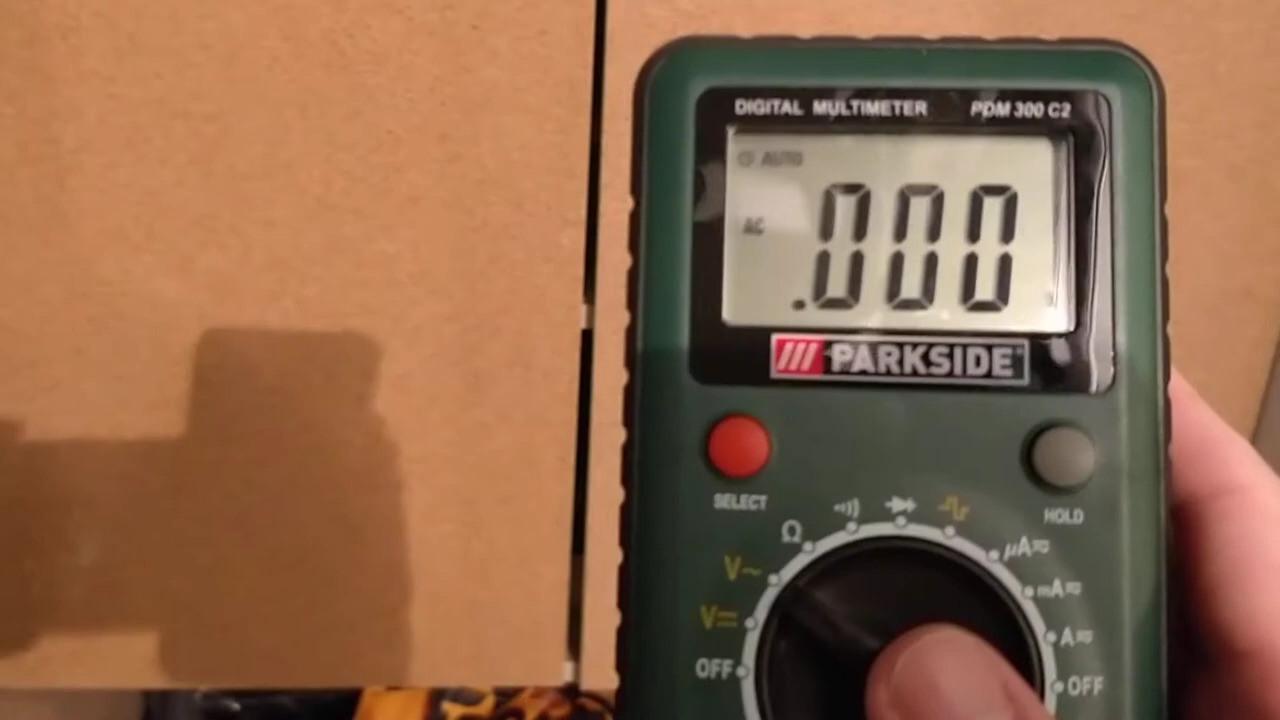 DIGITAL MULTIMETER PDM 300 C2
AUTO
AC
.000
/// PARKSIDE
SELECT
HOLD
Ω
V~
V⎓
OFF
µA≂
mA≂
A≂
OFF